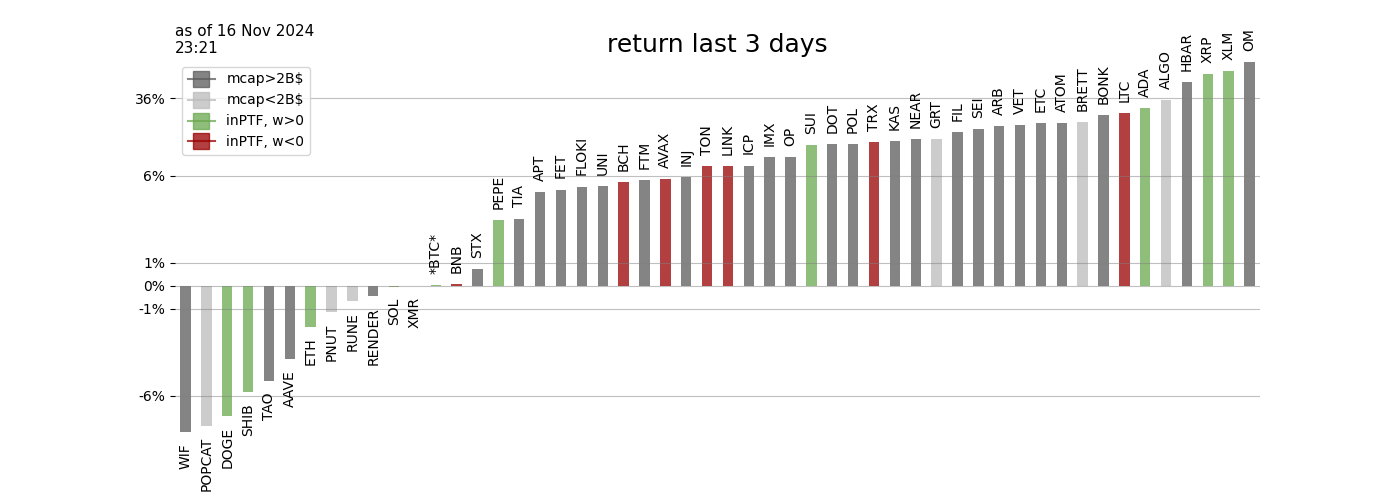 as of 16 Nov 2024
23:21
return last 3 days
mcap>2B$
mcap<2B$
inPTF, w>0
inPTF, w<0
36%
6%
1%
0%
-1%
-6%
WIF
POPCAT
DOGE
SHIB
TAO
AAVE
ETH
PNUT
RUNE
RENDER
SOL
XMR
*BTC*
BNB
STX
PEPE
TIA
APT
FET
FLOKI
UNI
BCH
FTM
AVAX
INJ
TON
LINK
ICP
IMX
OP
SUI
DOT
POL
TRX
KAS
NEAR
GRT
FIL
SEI
ARB
VET
ETC
ATOM
BRETT
BONK
LTC
ADA
ALGO
HBAR
XRP
XLM
OM